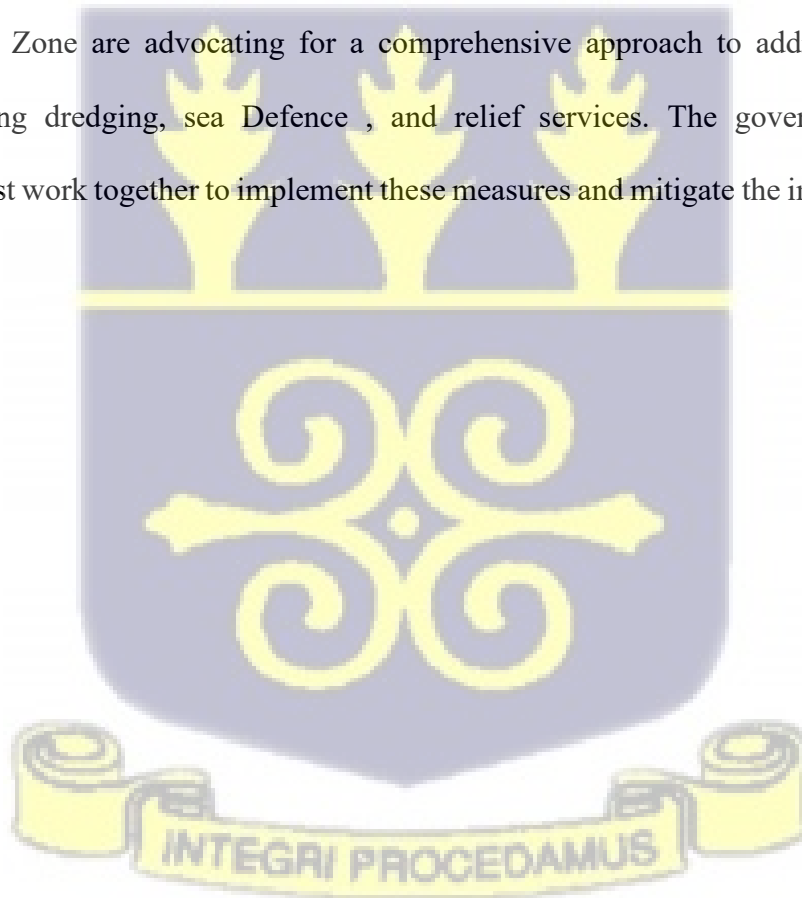 Zone are advocating for a comprehensive approach to add
ng dredging, sea Defence , and relief services. The gover
st work together to implement these measures and mitigate the
INTEGRI PROCEDAMUS